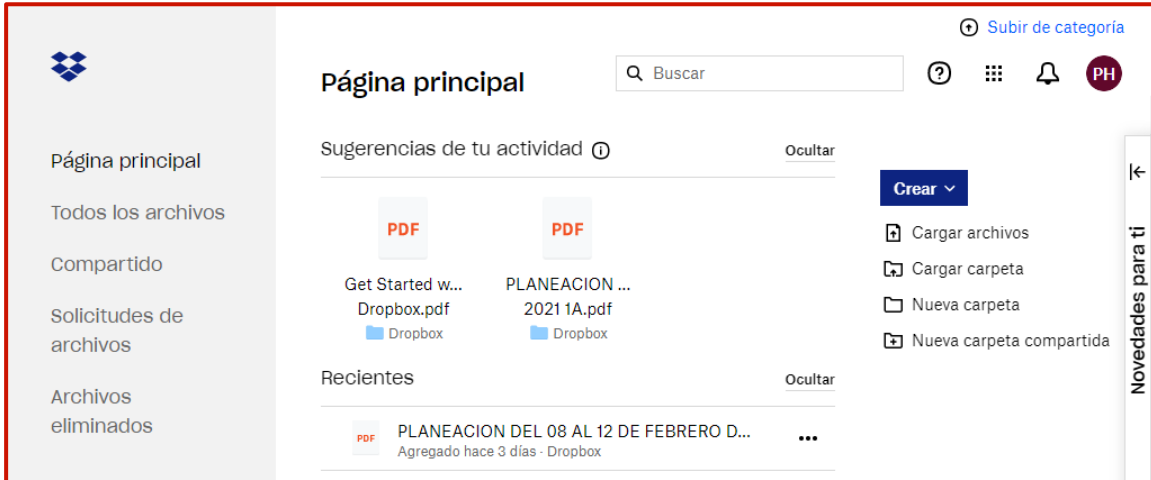 Subir de categoría
Página principal
Buscar
PH
Página principal
Todos los archivos
Compartido
Solicitudes de
archivos
Archivos
eliminados
Sugerencias de tu actividad
Ocultar
PDF
Get Started w...
Dropbox.pdf
Dropbox
PDF
PLANEACION ...
2021 1A.pdf
Dropbox
Recientes
Ocultar
PDF
PLANEACION DEL 08 AL 12 DE FEBRERO D...
Agregado hace 3 días · Dropbox
Crear
Cargar archivos
Cargar carpeta
Nueva carpeta
Nueva carpeta compartida
Novedades para ti